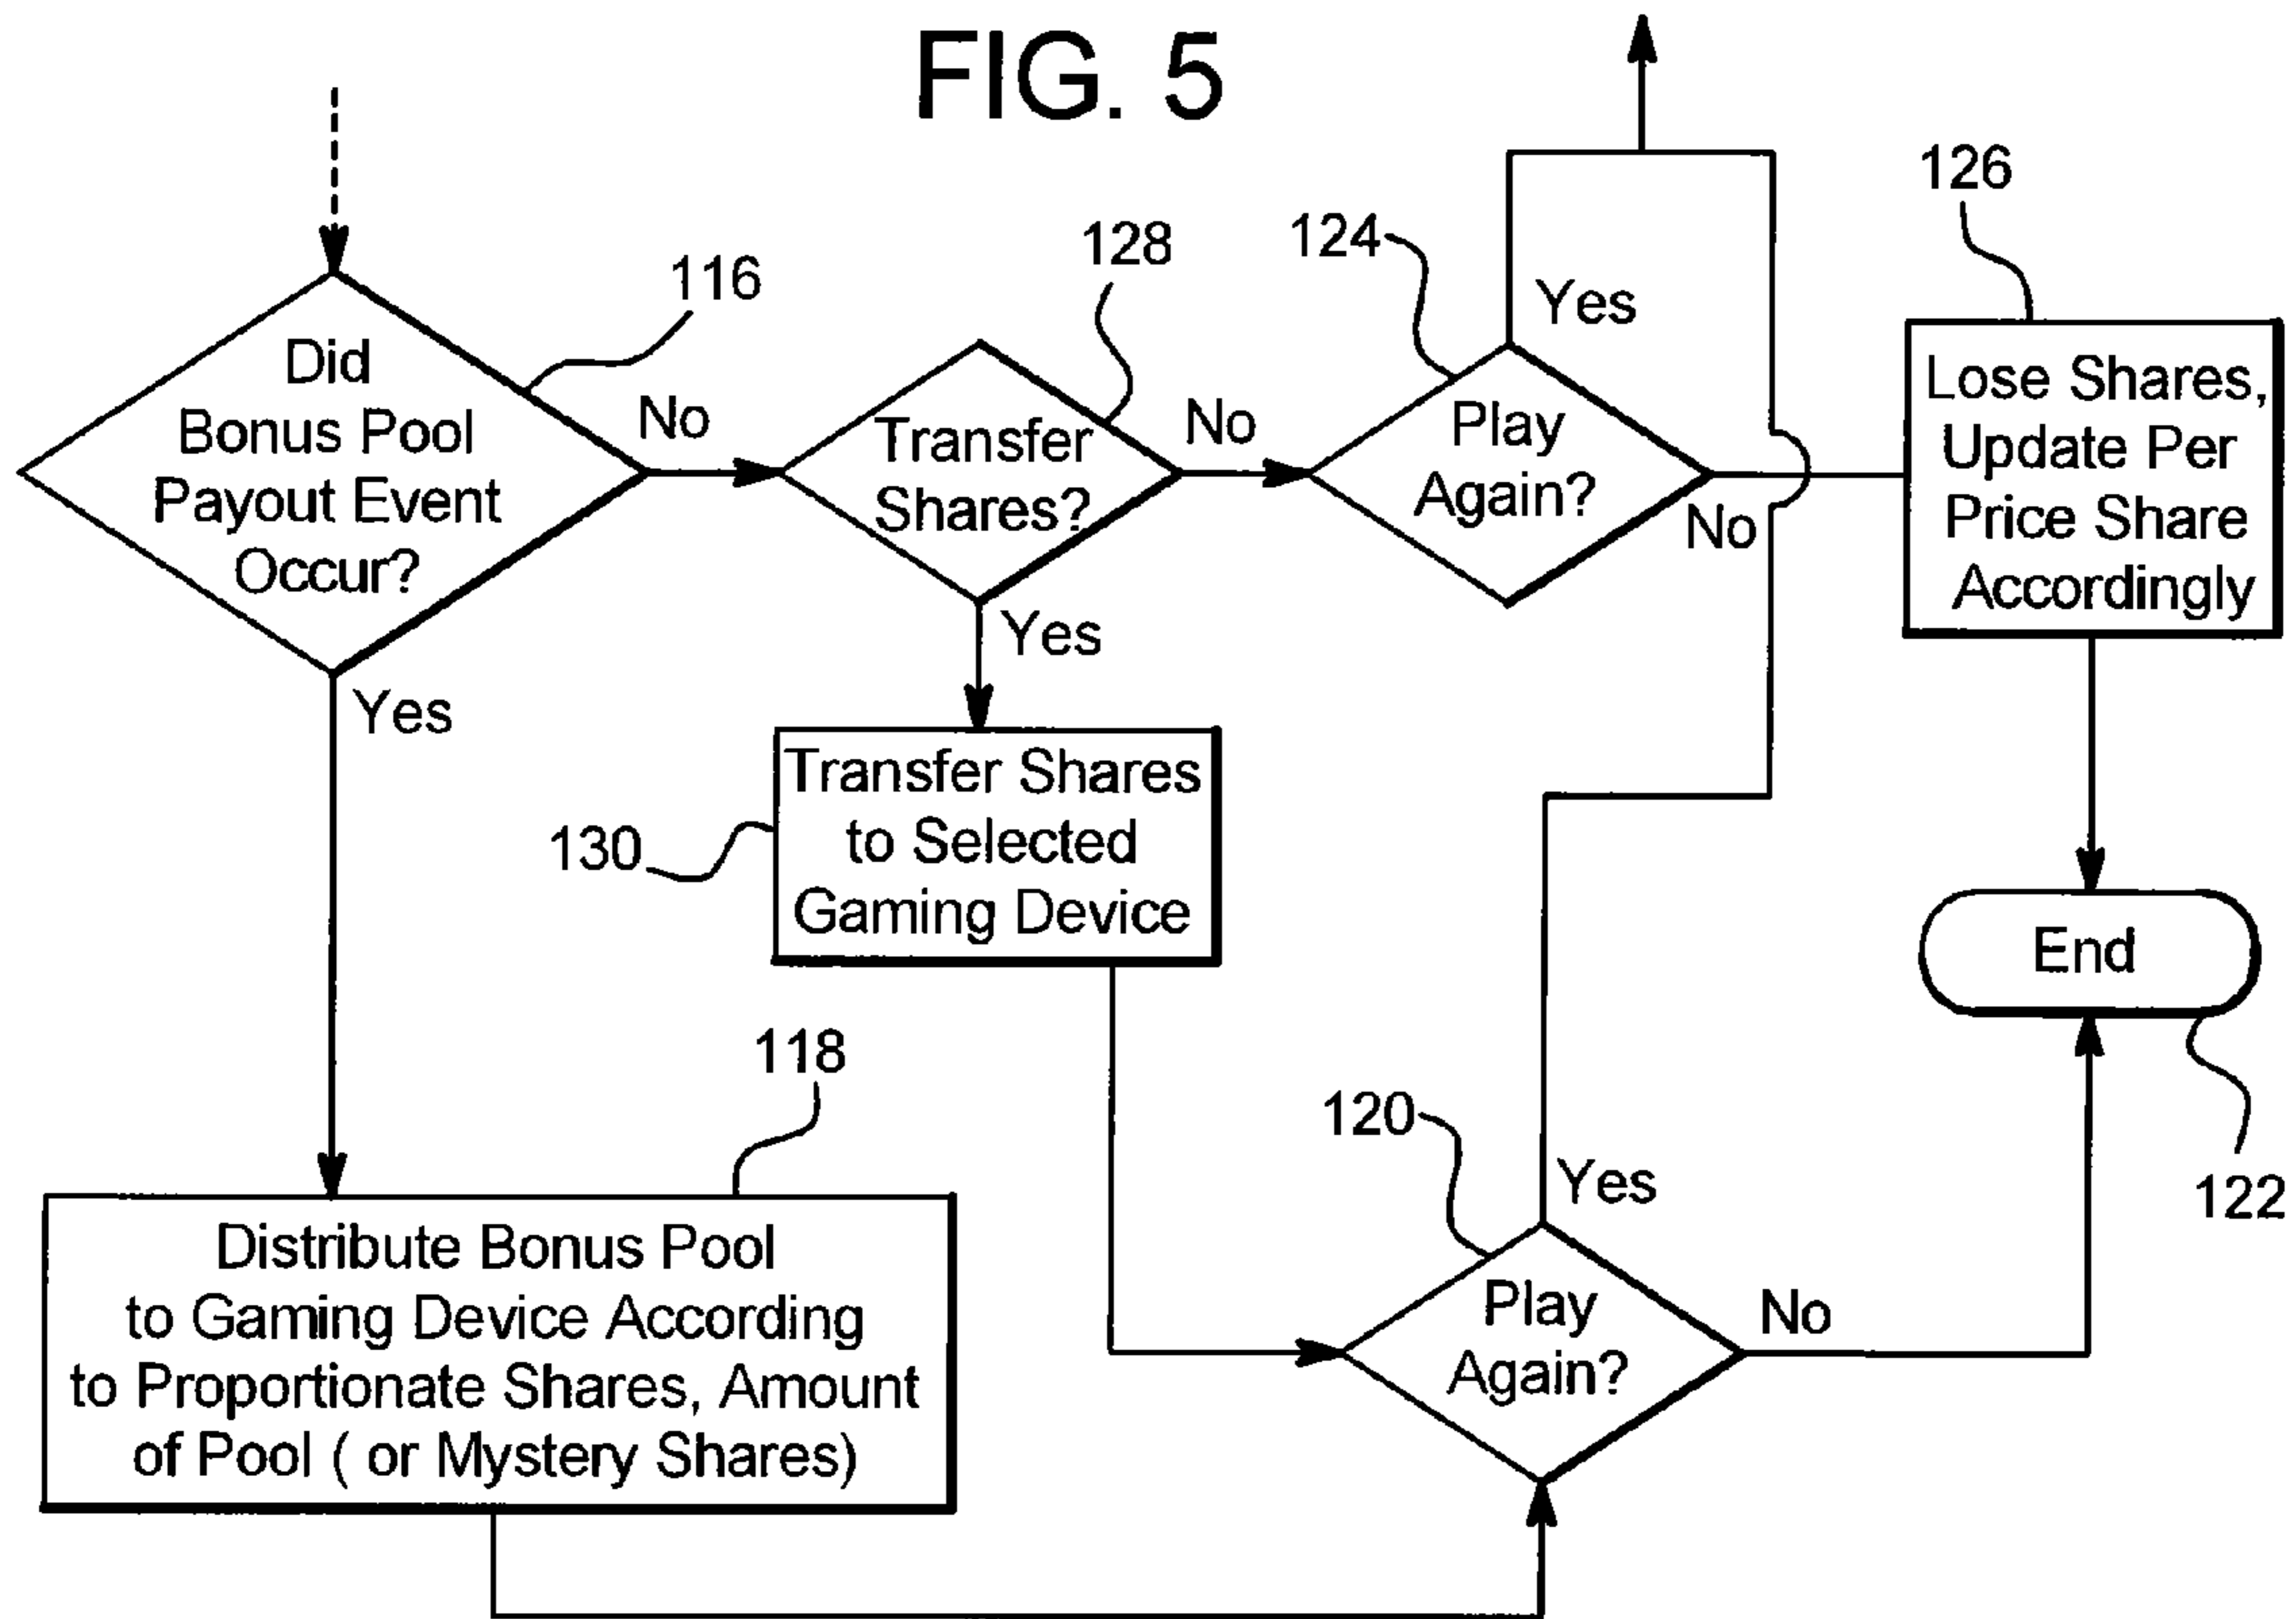 FIG. 5
116
Did
Bonus Pool
Payout Event
Occur?
No
Yes
128
Transfer
Shares?
No
Yes
124
Play
Again?
Yes
No
126
Lose Shares,
Update Per
Price Share
Accordingly
130
Transfer Shares
to Selected
Gaming Device
End
122
118
Distribute Bonus Pool
to Gaming Device According
to Proportionate Shares, Amount
of Pool ( or Mystery Shares)
120
Play
Again?
Yes
No